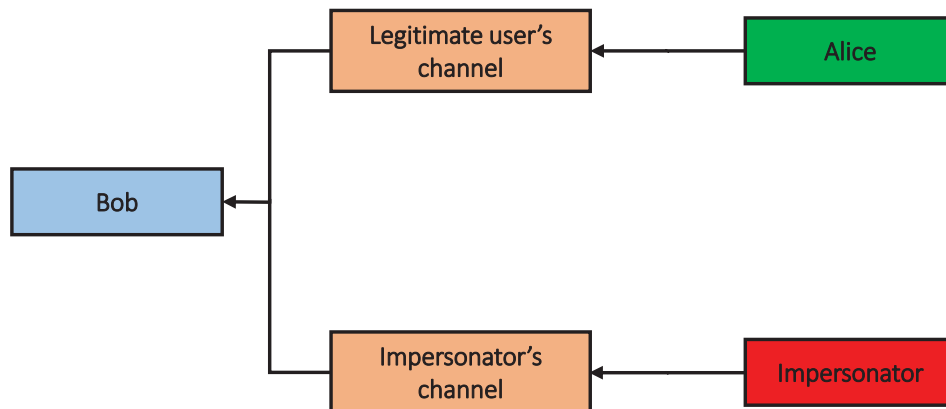 Legitimate user’s
channel
Alice
Bob
Impersonator’s
channel
Impersonator